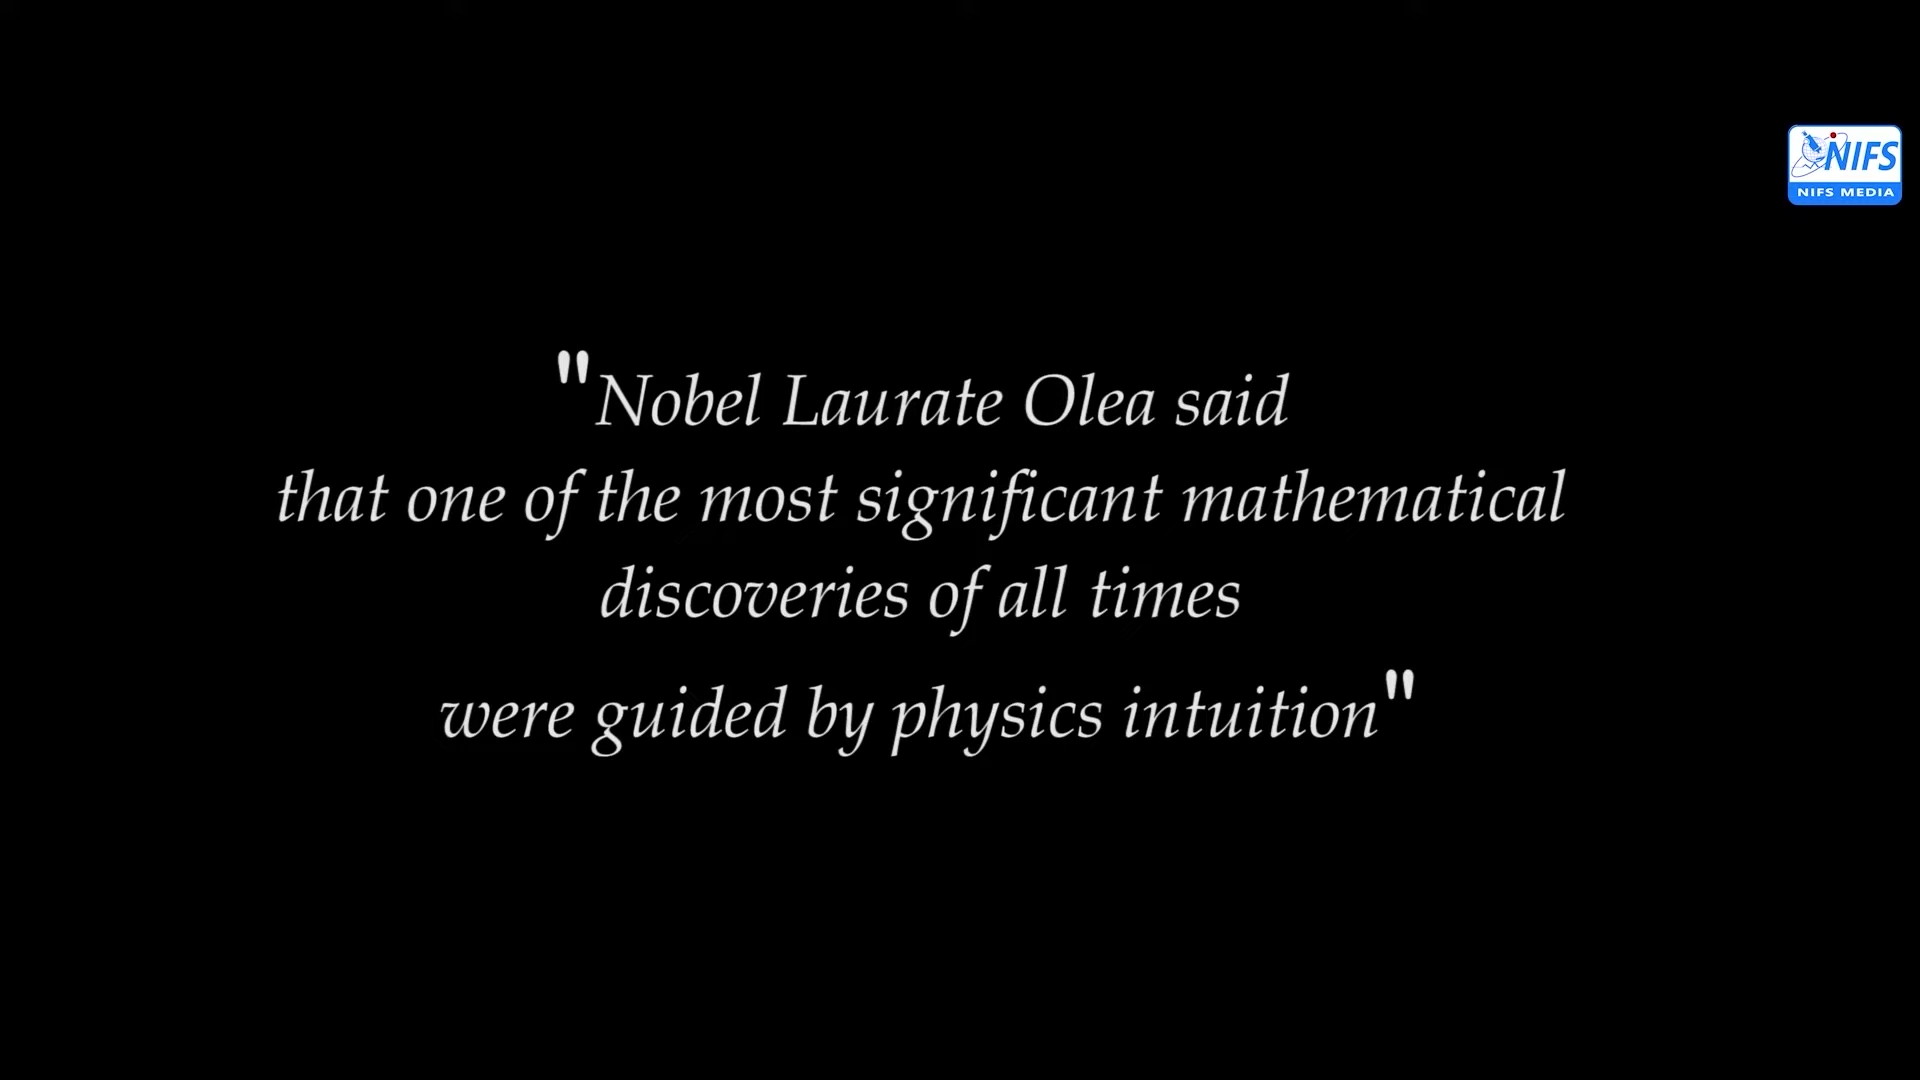 "Nobel Laurate Olea said
that one of the most significant mathematical
discoveries of all times
were guided by physics intuition"
NIFS
NIFS MEDIA